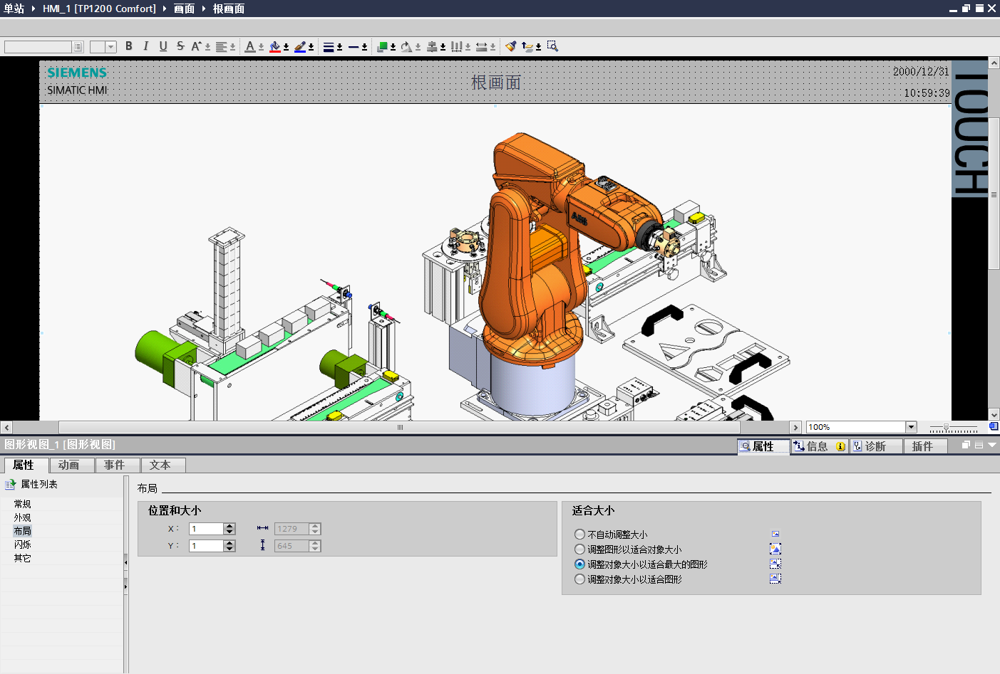 单站 HMI_1 [TP1200 Comfort] 画面 根画面
B I U S A A
SIEMENS
SIMATIC HMI
根画面
2000/12/31
10:59:39
TOUCH
ABB
100%
图形视图_1 [图形视图]
属性 信息 诊断 插件
属性 动画 事件 文本
属性列表
常规
外观
布局
闪烁
其它
布局
位置和大小
X: 1 1279
Y: 1 645
适合大小
不自动调整大小
调整图形以适合对象大小
调整对象大小以适合最大的图形
调整对象大小以适合图形